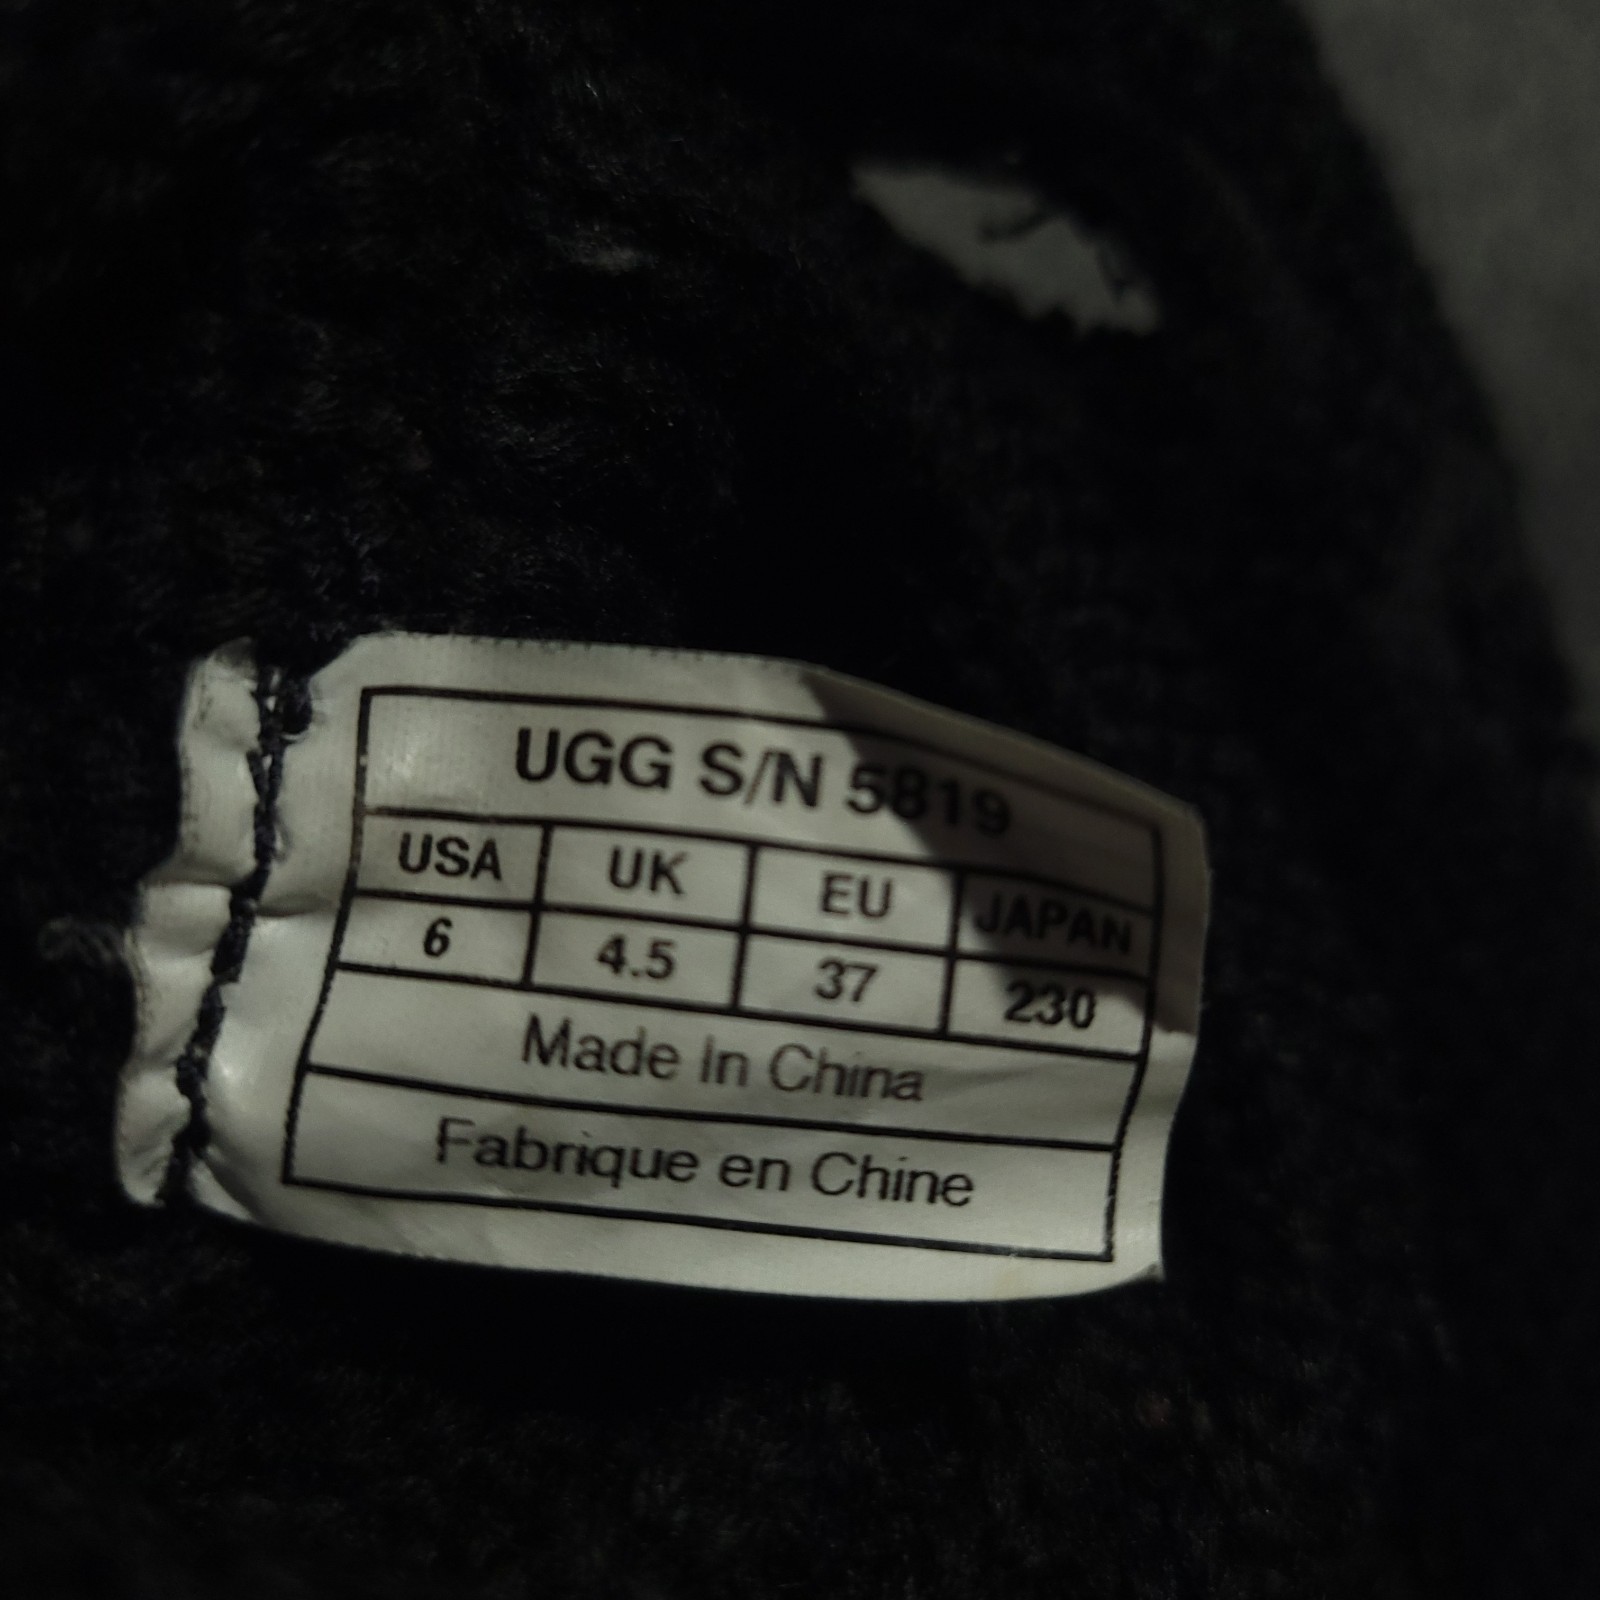 UGG S/N 5819
USA UK EU JAPAN
6 4.5 37 230
Made In China
Fabrique en Chine